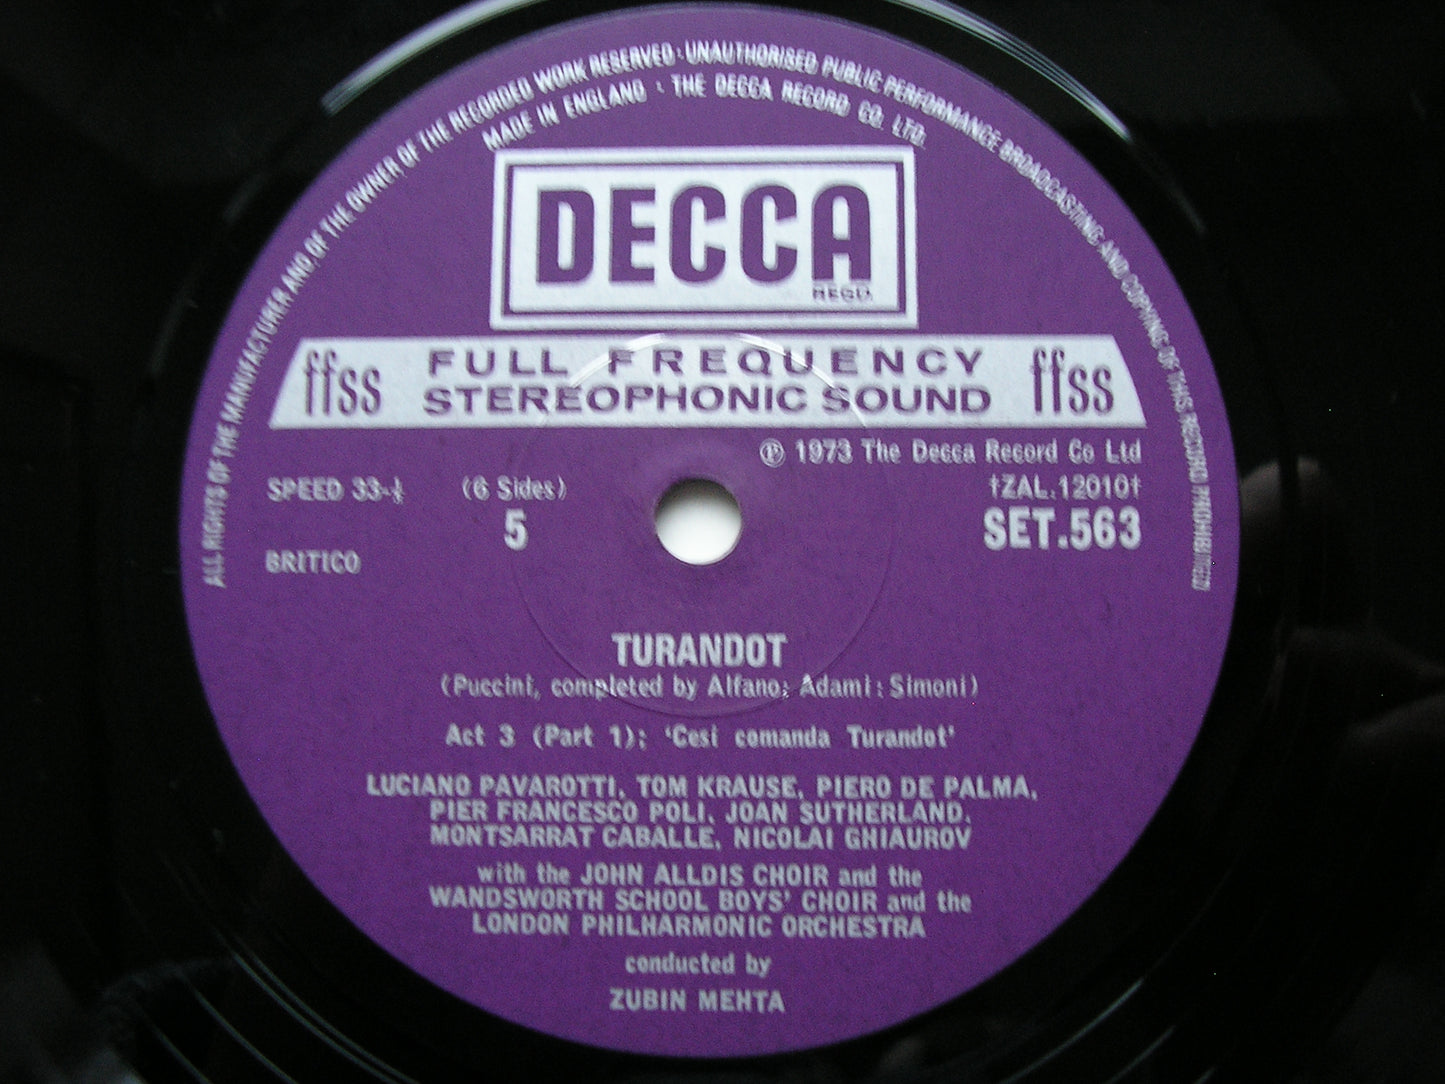 ALL RIGHTS OF THE MANUFACTURER AND OF THE OWNER OF THE RECORDED WORK RESERVED · UNAUTHORISED PUBLIC PERFORMANCE BROADCASTING AND COPYING OF THIS RECORD PROHIBITED
MADE IN ENGLAND : THE DECCA RECORD CO. LTD.
DECCA
REGD.
ffss FULL FREQUENCY ffss
STEREOPHONIC SOUND
℗ 1973 The Decca Record Co Ltd
SPEED 33-⅓ (6 Sides) †ZAL.12010†
5 SET.563
BRITICO
TURANDOT
(Puccini, completed by Alfano; Adami: Simoni)
Act 3 (Part 1); ‘Cesi comanda Turandot’
LUCIANO PAVAROTTI, TOM KRAUSE, PIERO DE PALMA,
PIER FRANCESCO POLI, JOAN SUTHERLAND,
MONTSARRAT CABALLE, NICOLAI GHIAUROV
with the JOHN ALLDIS CHOIR and the
WANDSWORTH SCHOOL BOYS’ CHOIR and the
LONDON PHILHARMONIC ORCHESTRA
conducted by
ZUBIN MEHTA